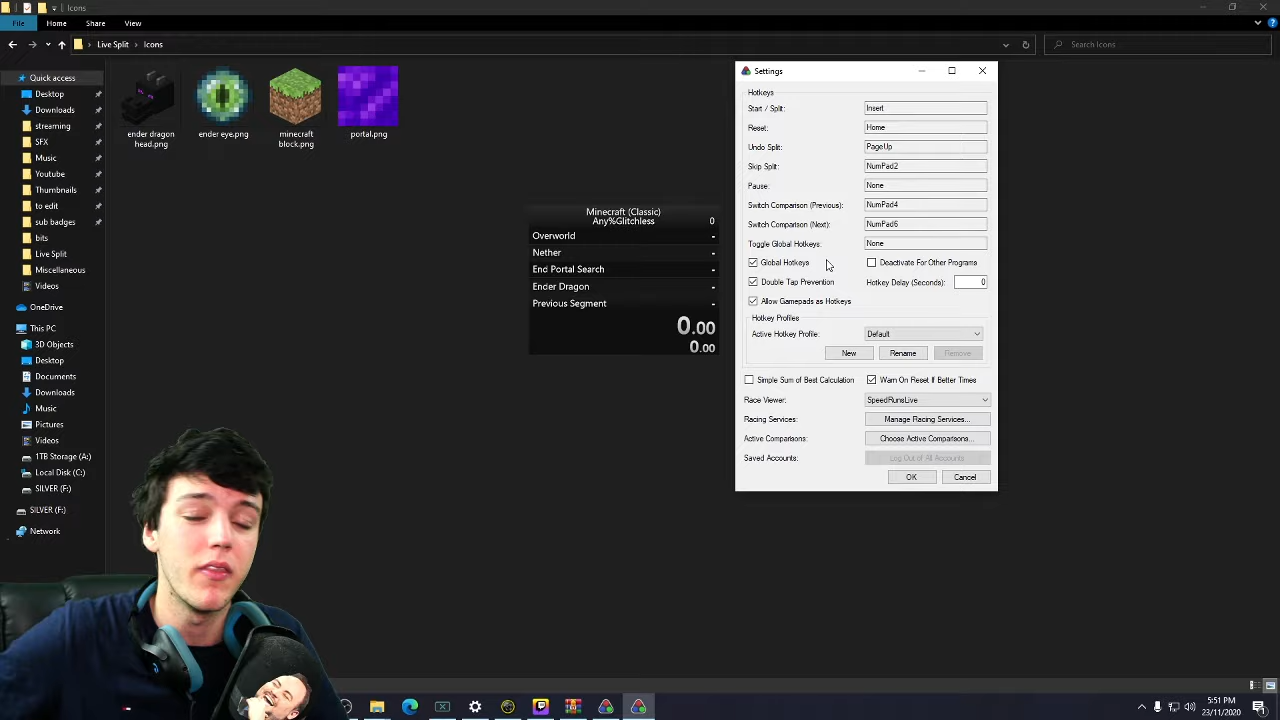 Icons
File
Home
Share
View
Live Split
Icons
Search Icons
Quick access
Desktop
Downloads
streaming
SFX
Music
Youtube
Thumbnails
to edit
sub badges
bits
Live Split
Videos
OneDrive
This PC
3D Objects
Desktop
Documents
Downloads
Music
Pictures
Videos
1TB Storage (A:)
Local Disk (C:)
SILVER (F:)
SILVER (F:)
Network
ender dragon
head.png
ender eye.png
minecraft
block.png
portal.png
Minecraft (Classic)
Any%Glitchless 0
Overworld -
Nether -
End Portal Search -
Ender Dragon -
Previous Segment -
0.00
0.00
Settings
Hotkeys
Start / Split: Insert
Reset: Home
Undo Split: PageUp
Skip Split: NumPad2
Pause: None
Switch Comparison (Previous): NumPad4
Switch Comparison (Next): NumPad6
Toggle Global Hotkeys: None
Global Hotkeys Deactivate For Other Programs
Double Tap Prevention Hotkey Delay (Seconds): 0
Allow Gamepads as Hotkeys
Hotkey Profiles
Active Hotkey Profile: Default
New Rename Remove
Simple Sum of Best Calculation Warn On Reset If Better Times
Race Viewer: SpeedRunsLive
Racing Services: Manage Racing Services...
Active Comparisons: Choose Active Comparisons...
Saved Accounts: Log Out of All Accounts
OK Cancel
5:51 PM
23/11/2020